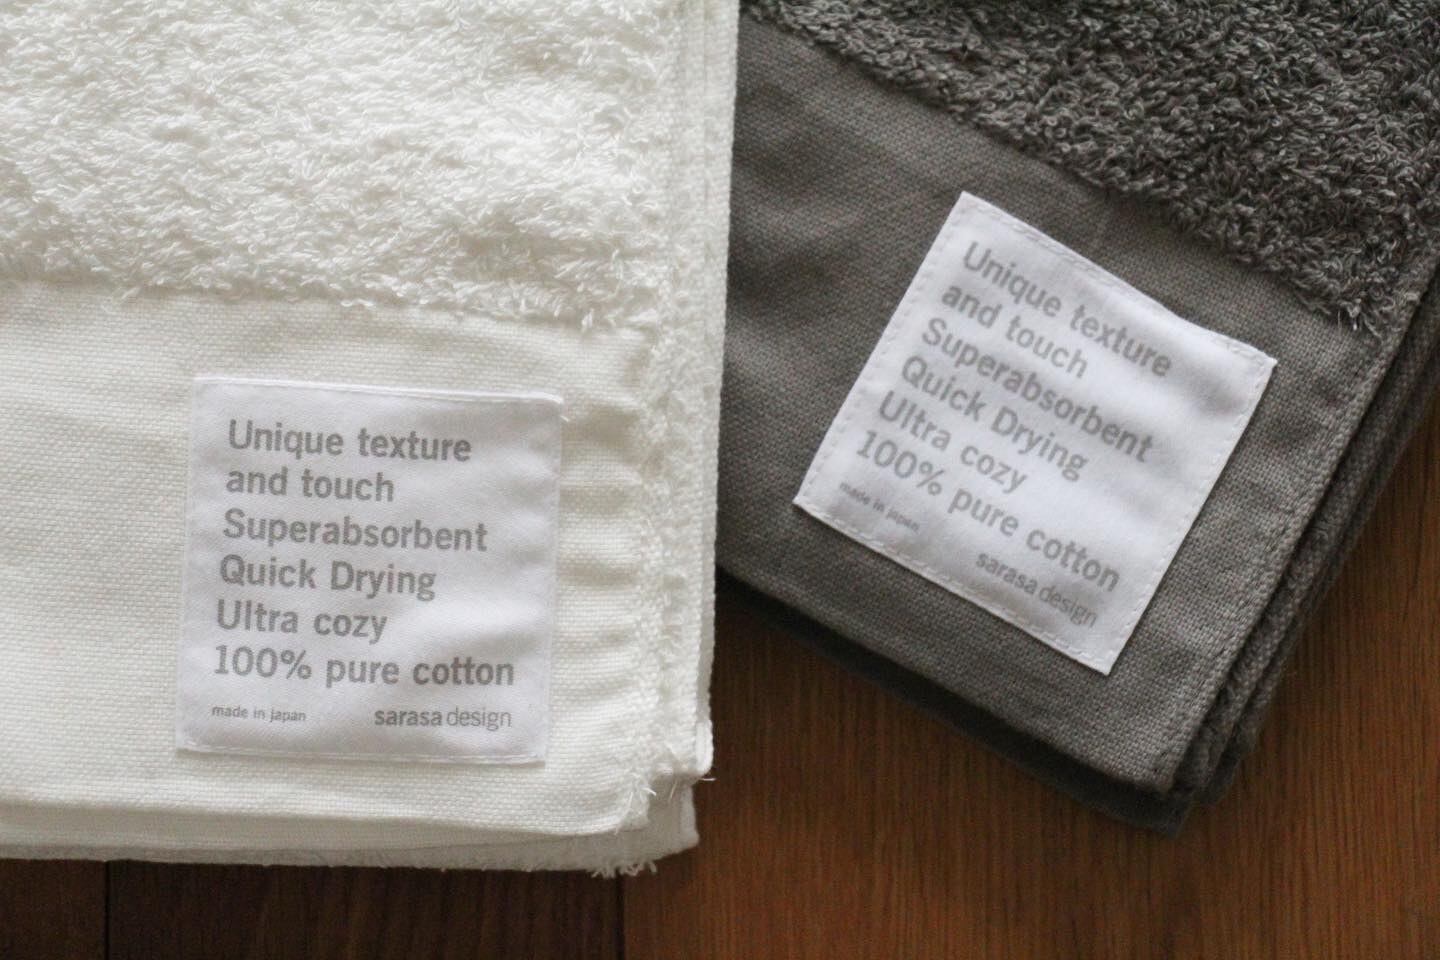 Unique texture
and touch
Superabsorbent
Quick Drying
Ultra cozy
100% pure cotton
made in japan
sarasa design
Unique texture
and touch
Superabsorbent
Quick Drying
Ultra cozy
100% pure cotton
made in japan
sarasa design